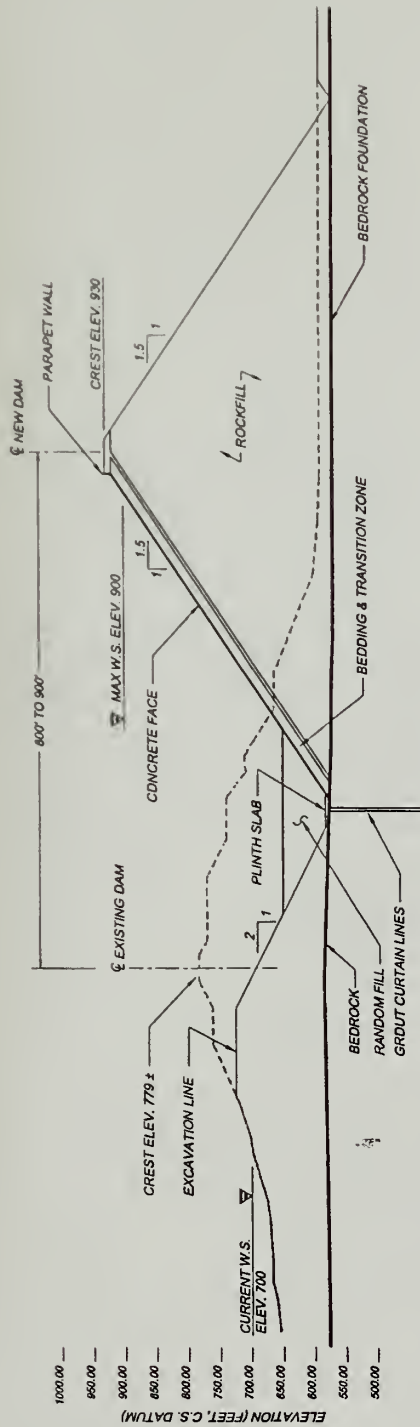 ℄ NEW DAM
PARAPET WALL
CREST ELEV. 930
800' TO 900'
MAX W.S. ELEV 900
1.5
1
1.5
1
CONCRETE FACE
ROCKFILL
℄ EXISTING DAM
CREST ELEV. 779 ±
EXCAVATION LINE
2
1
PLINTH SLAB
CURRENT W.S.
ELEV. 700
BEDROCK
RANDOM FILL
GROUT CURTAIN LINES
BEDDING & TRANSITION ZONE
BEDROCK FOUNDATION
ELEVATION (FEET, C.S. DATUM)
1000.00
950.00
900.00
850.00
800.00
750.00
700.00
650.00
600.00
550.00
500.00